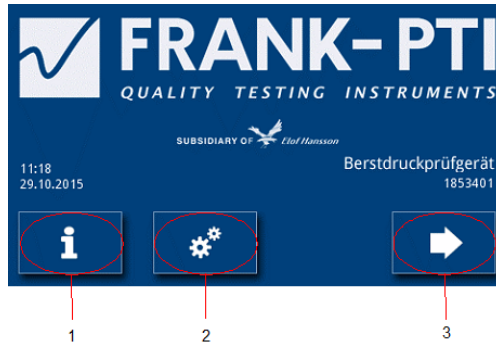 FRANK-PTI
QUALITY TESTING INSTRUMENTS
SUBSIDIARY OF Elof Hansson
11:18
29.10.2015
Berstdruckprüfgerät
1853401
i
1
2
3